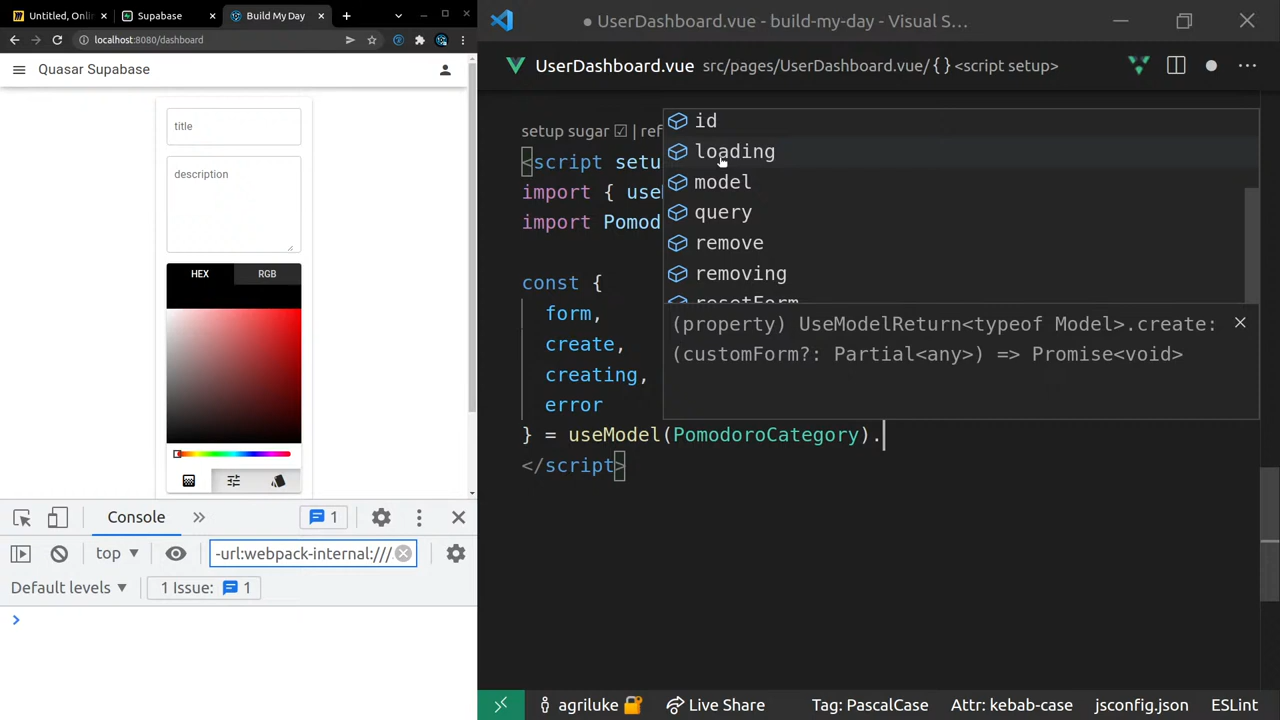 Untitled, Onlin
Supabase
Build My Day
localhost:8080/dashboard
Quasar Supabase
title
description
HEX
RGB
Console
1
top
-url:webpack-internal:///
Default levels
1 Issue:
1
UserDashboard.vue - build-my-day - Visual S…
UserDashboard.vue
src/pages/UserDashboard.vue/
{} <script setup>
setup sugar ☑ | ref
<script setu
import { use
import Pomod
const {
form,
create,
creating,
error
} = useModel(PomodoroCategory).
</script>
id
loading
model
query
remove
removing
resetForm
(property) UseModelReturn<typeof Model>.create:
(customForm?: Partial<any>) => Promise<void>
agriluke
Live Share
Tag: PascalCase
Attr: kebab-case
jsconfig.json
ESLint